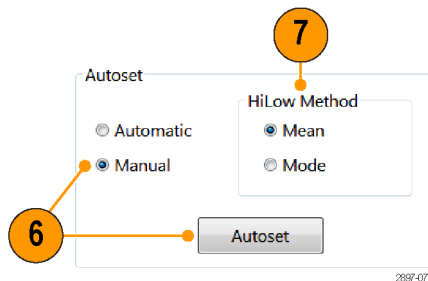 7
Autoset
HiLow Method
Automatic
Mean
Manual
Mode
6
Autoset
2897-07